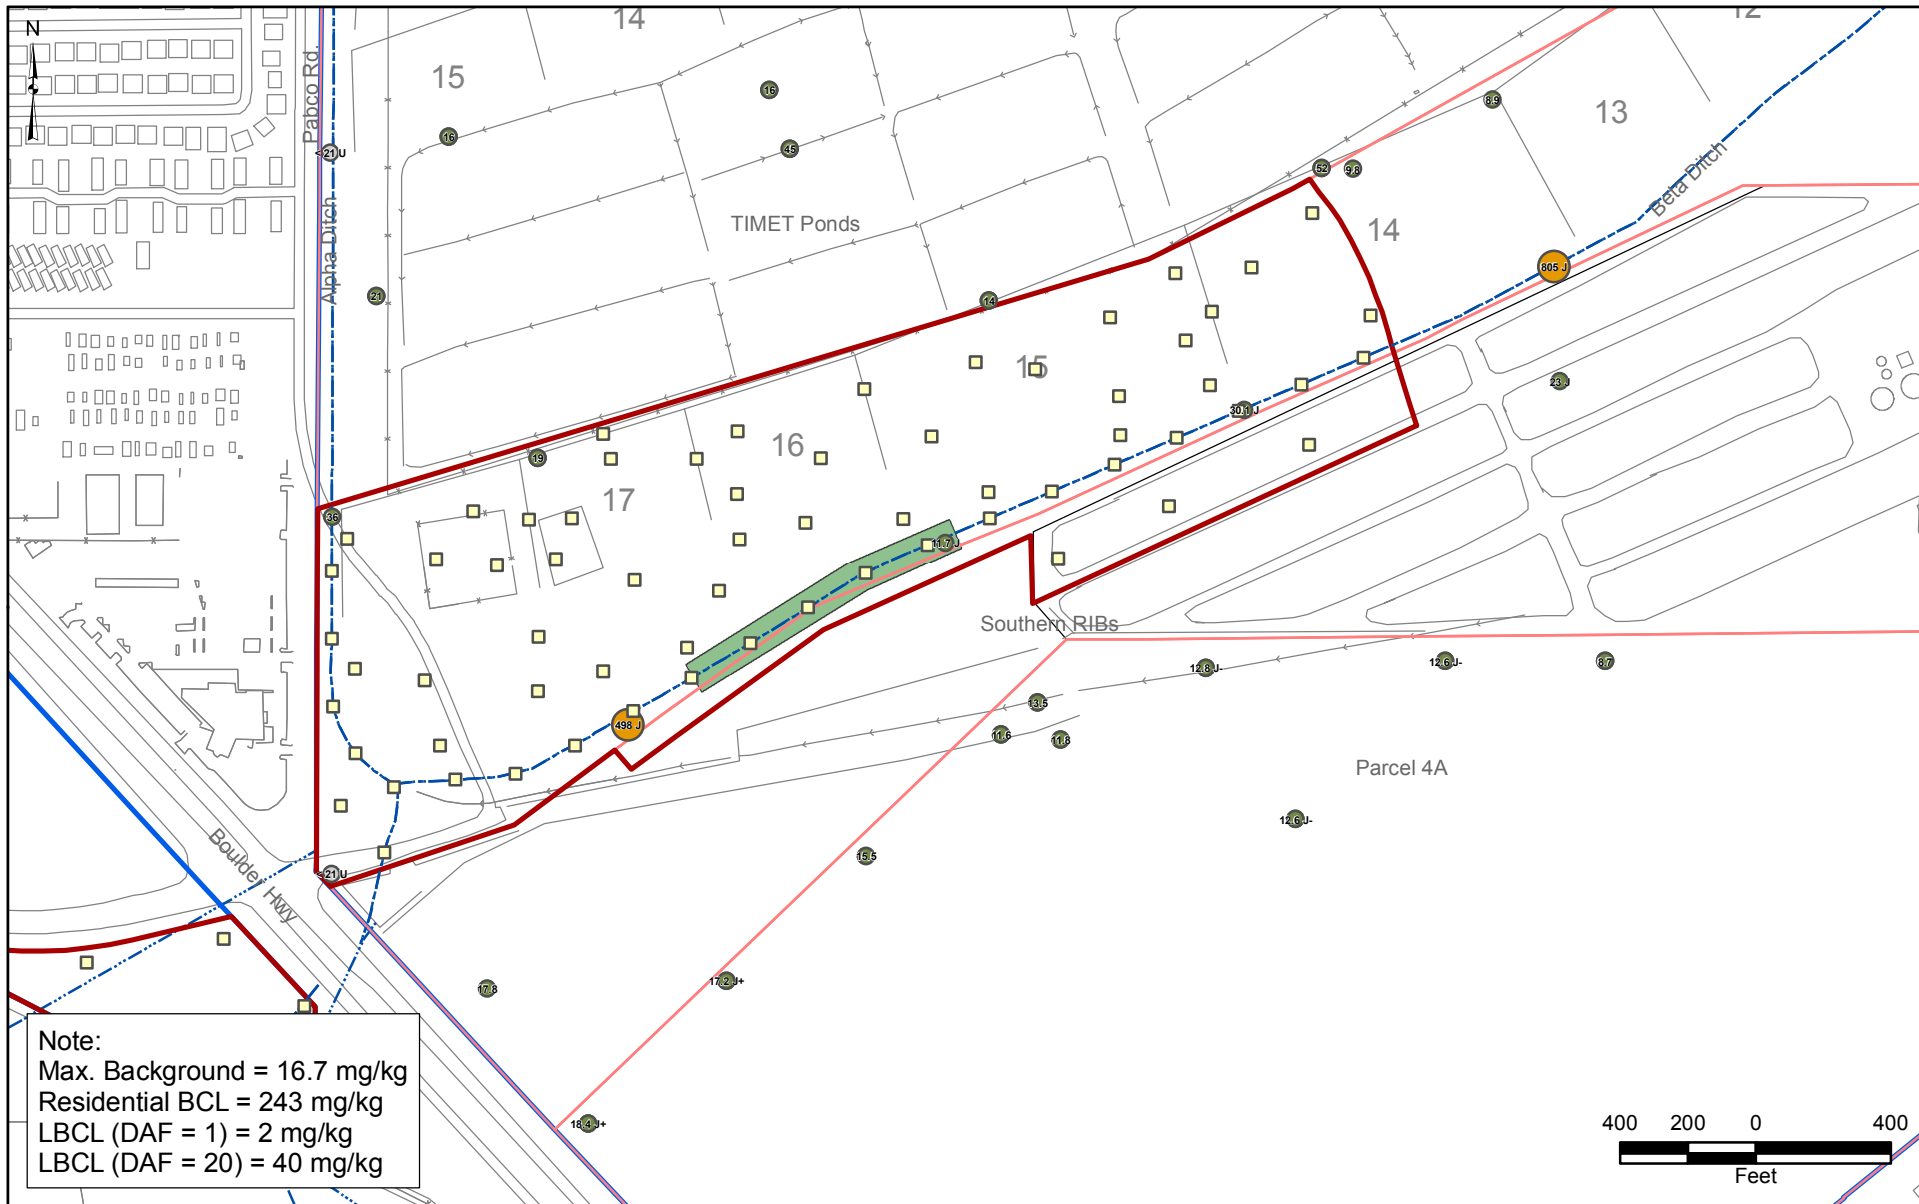 N
14
12
15
Pabco Rd.
16
8.9
13
16
<21 U
45
52
9.8
Beta Ditch
TIMET Ponds
14
Alpha Ditch
805 J
21
14
15
23 J
30.1 J
16
19
17
36
11.7 J
Southern RIBs
12.8 J-
12.6 J-
8.7
13.5
498 J
11.6
11.8
Parcel 4A
12.6 J-
Boulder Hwy
15.5
<21 U
17.2 J+
17.8
18.4 J+
Note:
Max. Background = 16.7 mg/kg
Residential BCL = 243 mg/kg
LBCL (DAF = 1) = 2 mg/kg
LBCL (DAF = 20) = 40 mg/kg
400 200 0 400
Feet